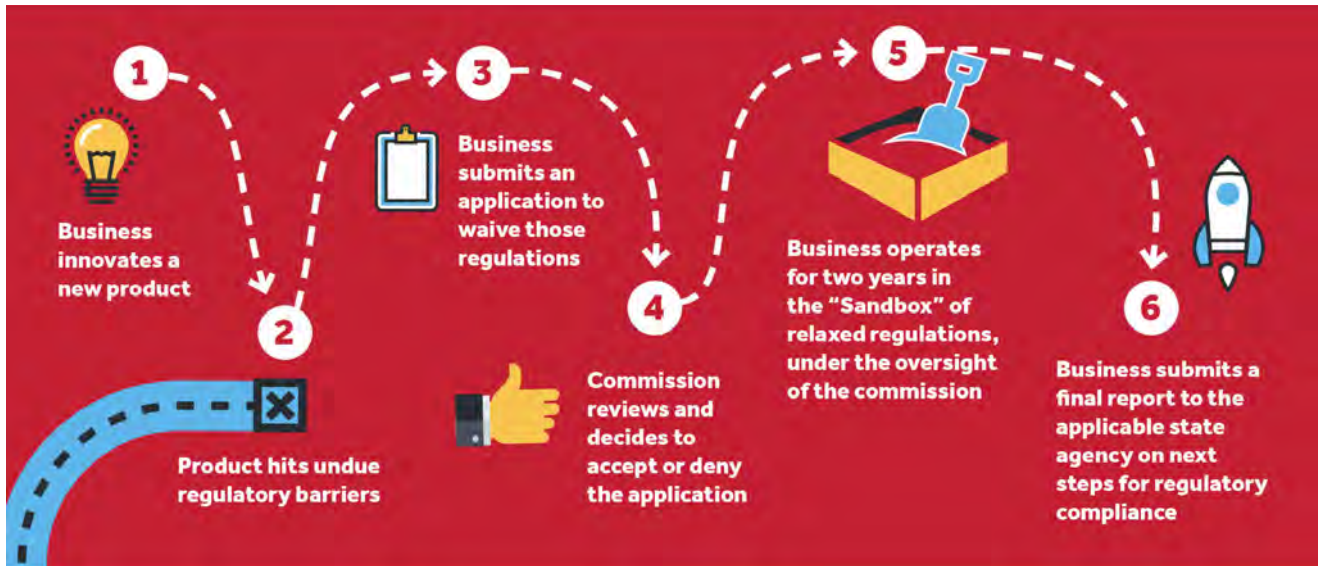 1
Business
innovates a
new product
2
Product hits undue
regulatory barriers
3
Business
submits an
application to
waive those
regulations
4
Commission
reviews and
decides to
accept or deny
the application
5
Business operates
for two years in
the “Sandbox” of
relaxed regulations,
under the oversight
of the commission
6
Business submits a
final report to the
applicable state
agency on next
steps for regulatory
compliance